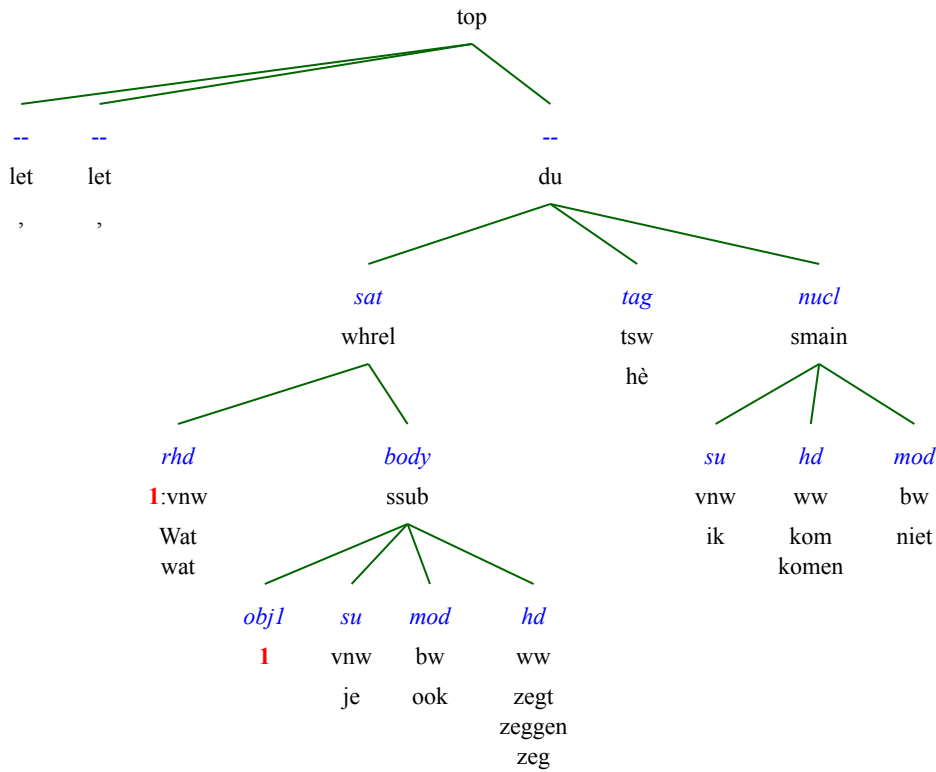 top
-- -- --
let let du
, ,
sat tag nucl
whrel tsw smain
hè
rhd body su hd mod
1:vnw ssub vnw ww bw
Wat ik kom niet
wat komen
obj1 su mod hd
1 vnw bw ww
je ook zegt
zeggen
zeg